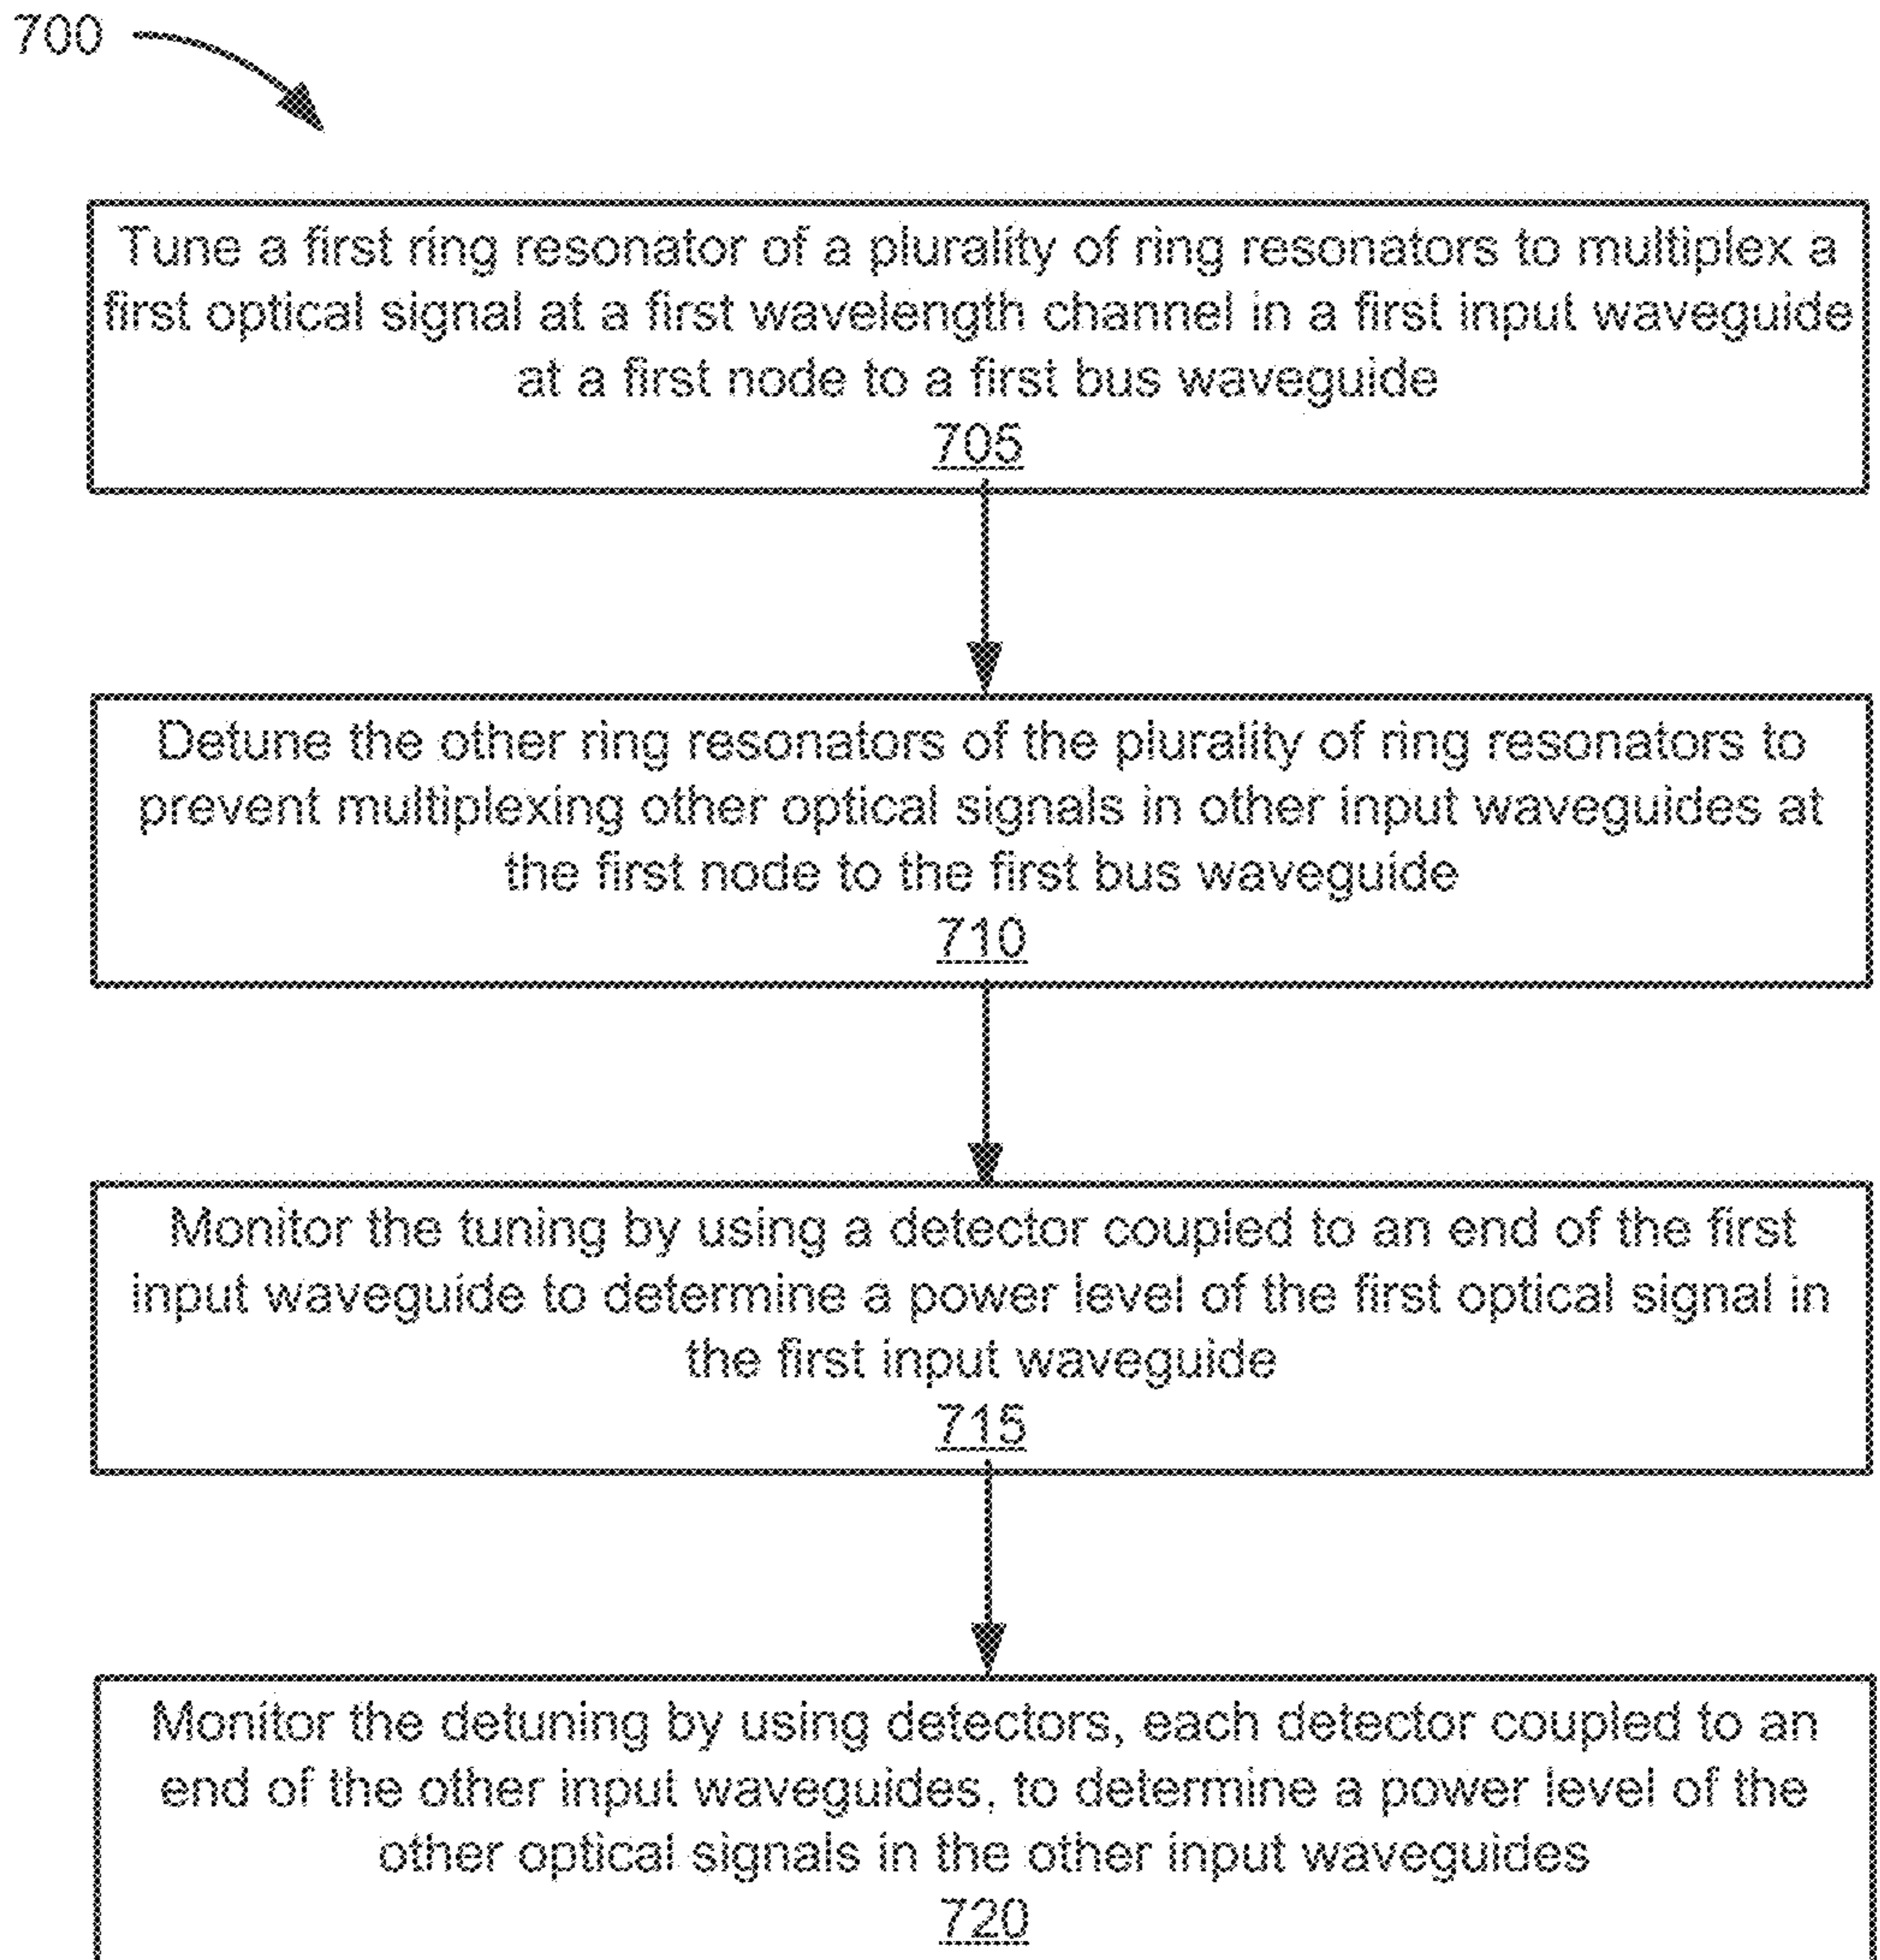 700
Tune a first ring resonator of a plurality of ring resonators to multiplex a
first optical signal at a first wavelength channel in a first input waveguide
at a first node to a first bus waveguide
705
Detune the other ring resonators of the plurality of ring resonators to
prevent multiplexing other optical signals in other input waveguides at
the first node to the first bus waveguide
710
Monitor the tuning by using a detector coupled to an end of the first
input waveguide to determine a power level of the first optical signal in
the first input waveguide
715
Monitor the detuning by using detectors, each detector coupled to an
end of the other input waveguides, to determine a power level of the
other optical signals in the other input waveguides
720